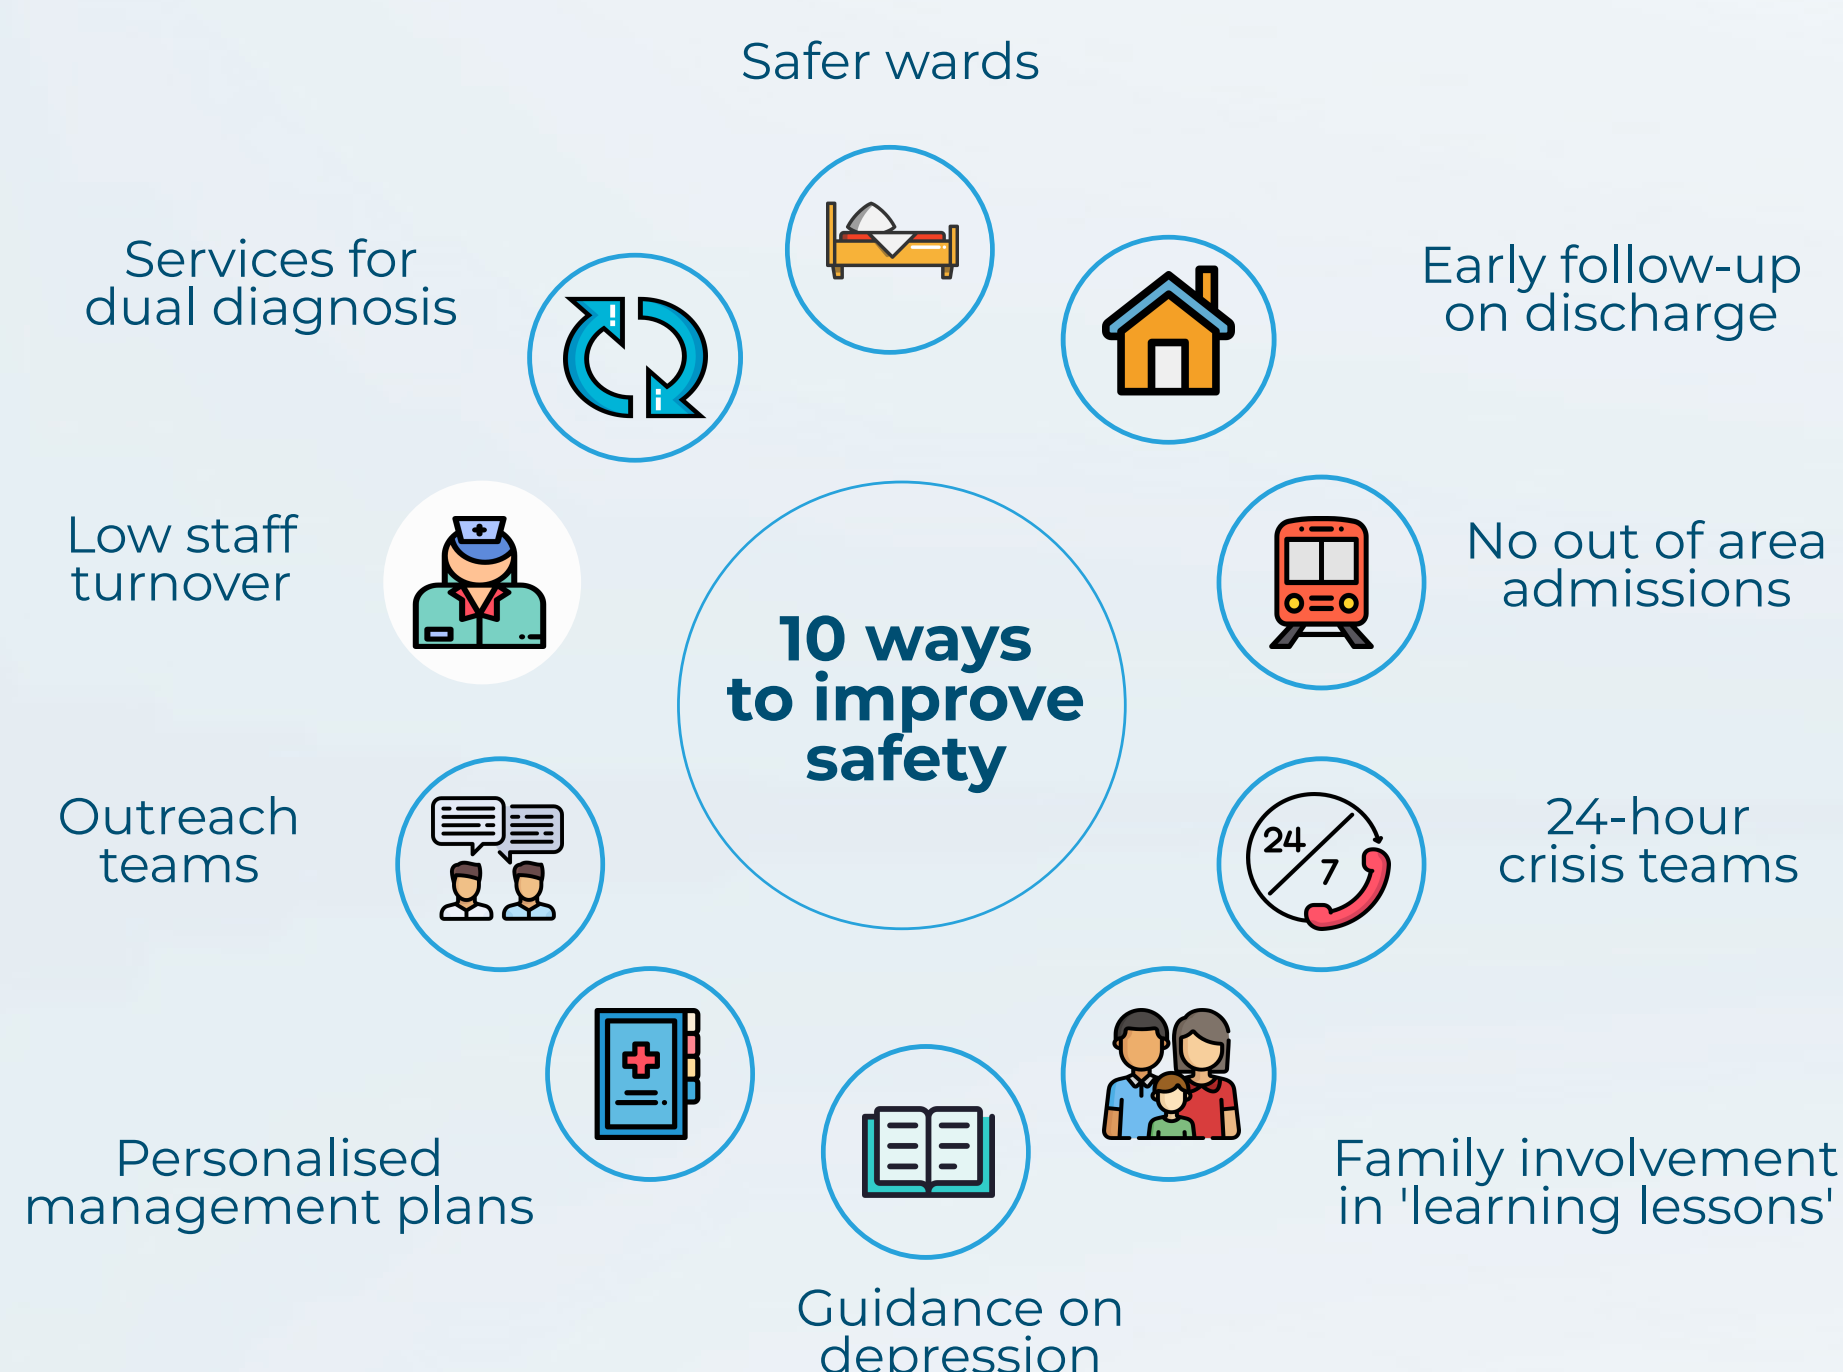 Safer wards
Early follow-up
on discharge
No out of area
admissions
24-hour
crisis teams
24
7
Family involvement
in 'learning lessons'
Guidance on
depression
Personalised
management plans
Outreach
teams
Low staff
turnover
Services for
dual diagnosis
10 ways
to improve
safety